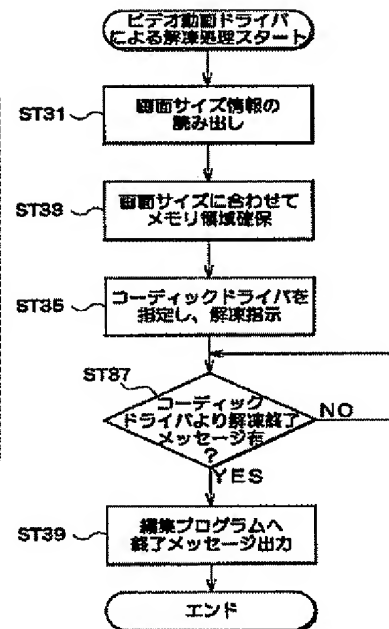 ビデオ動画ドライバ
による解凍処理スタート
ST31
画面サイズ情報の
読み出し
ST33
画面サイズに合わせて
メモリ領域確保
ST35
コーディックドライバを
指定し、解凍指示
ST37
コーディック
ドライバより解凍終了
メッセージ有
?
NO
YES
ST39
編集プログラムへ
終了メッセージ出力
エンド